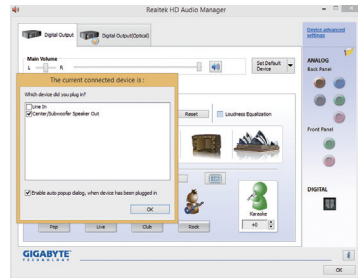 Realtek HD Audio Manager
Digital Output
Digital Output(Optical)
Device advanced settings
Main Volume
L
R
Set Default Device
ANALOG
Back Panel
The current connected device is :
Which device did you plug in?
Line In
Center/Subwoofer Speaker Out
Reset
Loudness Equalization
Front Panel
Enable auto popup dialog, when device has been plugged in
OK
DIGITAL
Karaoke
Pop
Live
Club
Rock
+0
GIGABYTE
TECHNOLOGY
OK